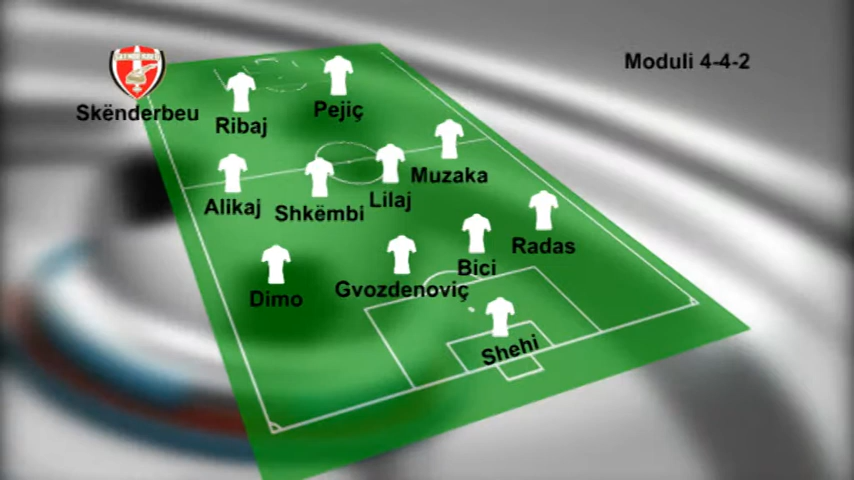 Moduli 4-4-2
Skënderbeu
Ribaj
Pejiç
Alikaj
Shkëmbi
Lilaj
Muzaka
Dimo
Gvozdenoviç
Bici
Radas
Shehi